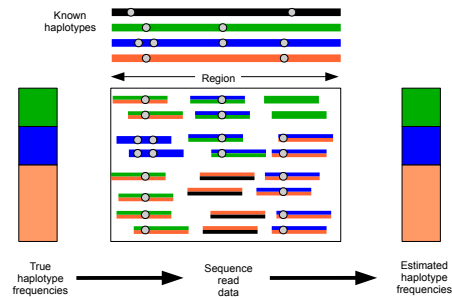 Known
haplotypes
Region
True
haplotype
frequencies
Sequence
read
data
Estimated
haplotype
frequencies